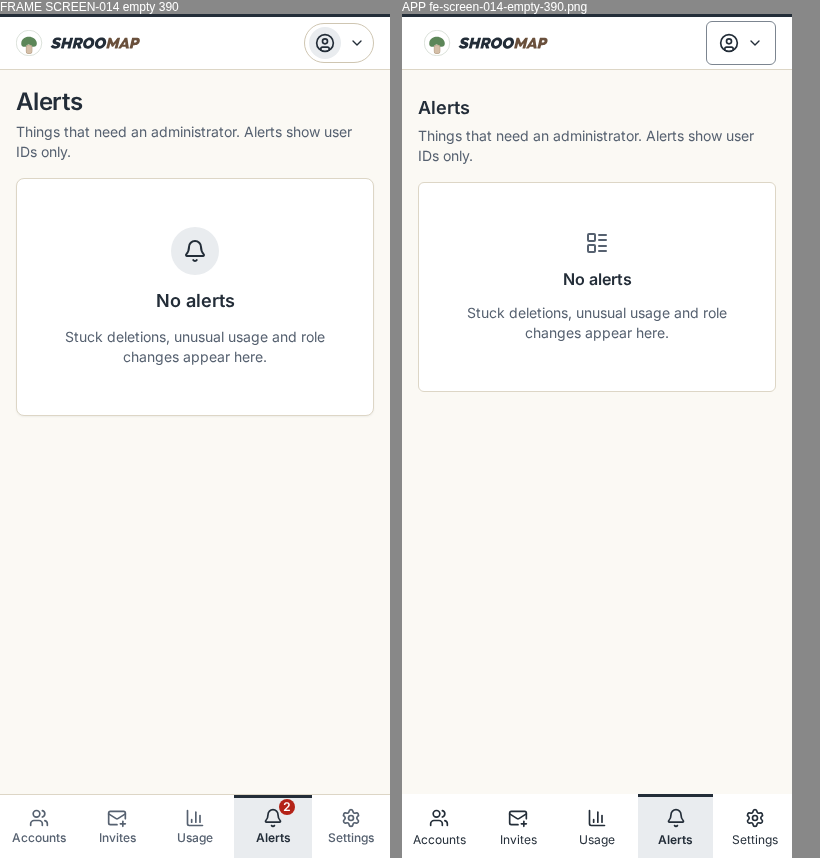 FRAME SCREEN-014 empty 390
SHROOMAP
Alerts
Things that need an administrator. Alerts show user
IDs only.
No alerts
Stuck deletions, unusual usage and role
changes appear here.
2
Accounts Invites Usage Alerts Settings
APP fe-screen-014-empty-390.png
SHROOMAP
Alerts
Things that need an administrator. Alerts show user
IDs only.
No alerts
Stuck deletions, unusual usage and role
changes appear here.
Accounts Invites Usage Alerts Settings